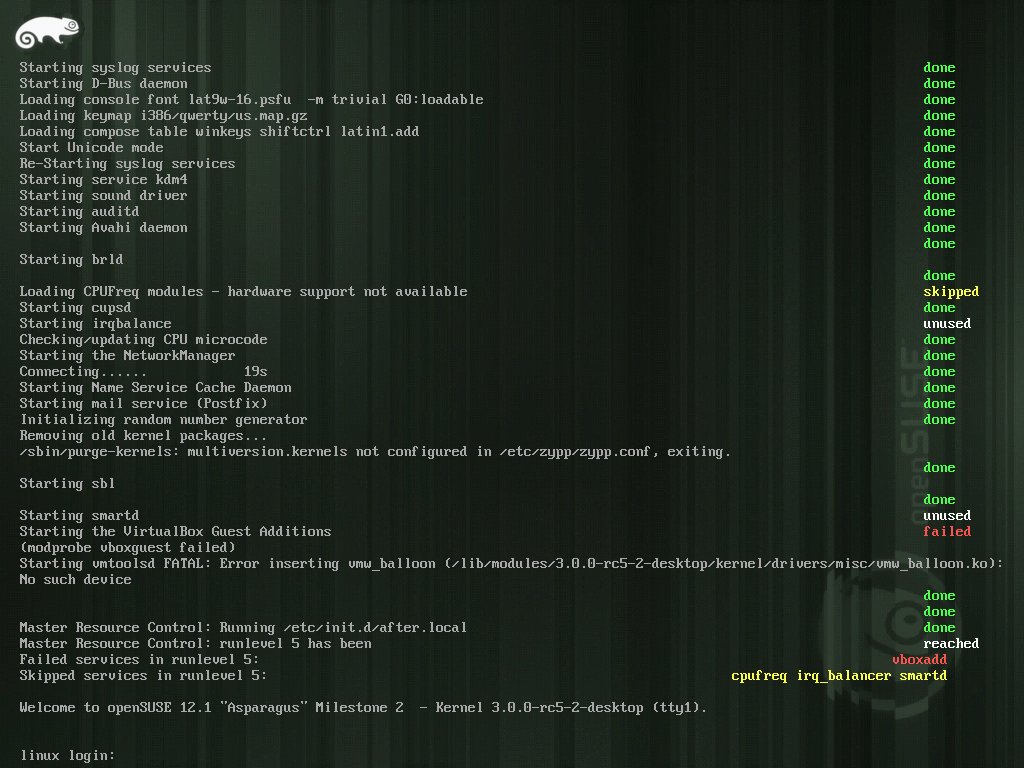 Starting syslog services done
Starting D-Bus daemon done
Loading console font lat9w-16.psfu  -m trivial G0:loadable done
Loading keymap i386/qwerty/us.map.gz done
Loading compose table winkeys shiftctrl latin1.add done
Start Unicode mode done
Re-Starting syslog services done
Starting service kdm4 done
Starting sound driver done
Starting auditd done
Starting Avahi daemon done
done
Starting brld
done
Loading CPUFreq modules - hardware support not available skipped
Starting cupsd done
Starting irqbalance unused
Checking/updating CPU microcode done
Starting the NetworkManager done
Connecting...... 19s done
Starting Name Service Cache Daemon done
Starting mail service (Postfix) done
Initializing random number generator done
Removing old kernel packages...
/sbin/purge-kernels: multiversion.kernels not configured in /etc/zypp/zypp.conf, exiting.
done
Starting sbl
done
Starting smartd unused
Starting the VirtualBox Guest Additions failed
(modprobe vboxguest failed)
Starting vmtoolsd FATAL: Error inserting vmw_balloon (/lib/modules/3.0.0-rc5-2-desktop/kernel/drivers/misc/vmw_balloon.ko):
No such device
done
done
Master Resource Control: Running /etc/init.d/after.local done
Master Resource Control: runlevel 5 has been reached
Failed services in runlevel 5: vboxadd
Skipped services in runlevel 5: cpufreq irq_balancer smartd
Welcome to openSUSE 12.1 "Asparagus" Milestone 2  - Kernel 3.0.0-rc5-2-desktop (tty1).
linux login:
openSUSE